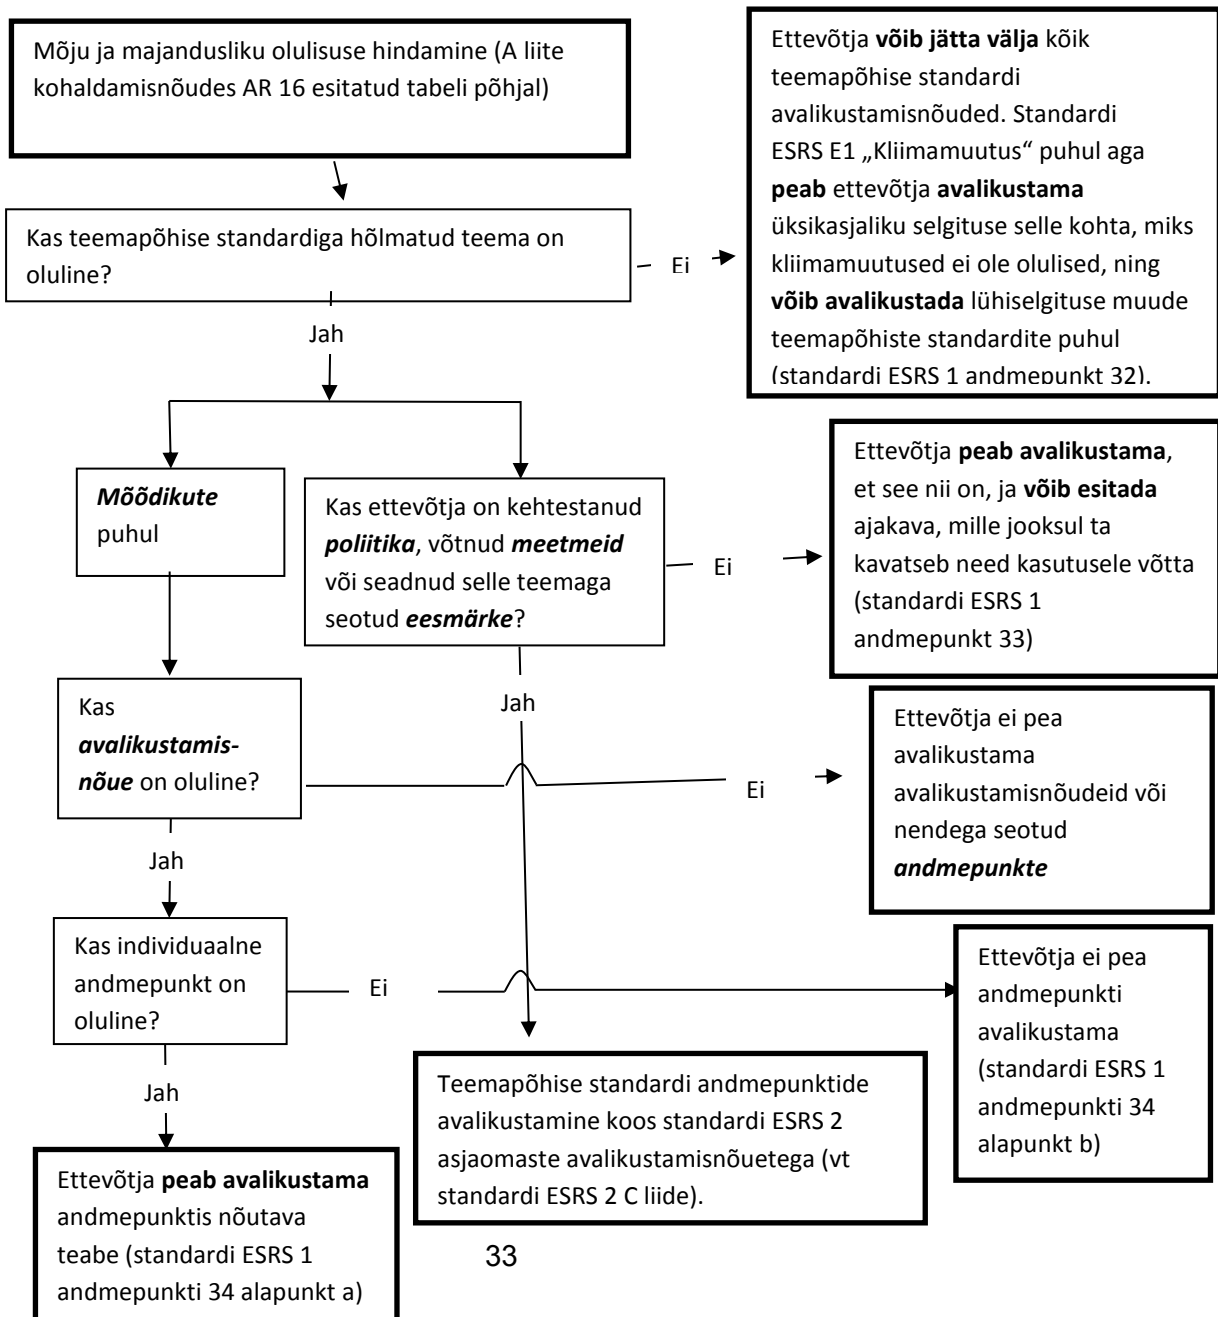 Mõju ja majandusliku olulisuse hindamine (A liite
kohaldamisnõudes AR 16 esitatud tabeli põhjal)
Ettevõtja võib jätta välja kõik
teemapõhise standardi
avalikustamisnõuded. Standardi
ESRS E1 „Kliimamuutus“ puhul aga
peab ettevõtja avalikustama
üksikasjaliku selgituse selle kohta, miks
kliimamuutused ei ole olulised, ning
võib avalikustada lühiselgituse muude
teemapõhiste standardite puhul
(standardi ESRS 1 andmepunkt 32).
Kas teemapõhise standardiga hõlmatud teema on
oluline?
Ei
Jah
Mõõdikute
puhul
Kas ettevõtja on kehtestanud
poliitika, võtnud meetmeid
või seadnud selle teemaga
seotud eesmärke?
Ei
Ettevõtja peab avalikustama,
et see nii on, ja võib esitada
ajakava, mille jooksul ta
kavatseb need kasutusele võtta
(standardi ESRS 1
andmepunkt 33)
Kas
avalikustamis-
nõue on oluline?
Jah
Ei
Ettevõtja ei pea
avalikustama
avalikustamisnõudeid või
nendega seotud
andmepunkte
Jah
Kas individuaalne
andmepunkt on
oluline?
Ei
Ettevõtja ei pea
andmepunkti
avalikustama
(standardi ESRS 1
andmepunkti 34
alapunkt b)
Jah
Teemapõhise standardi andmepunktide
avalikustamine koos standardi ESRS 2
asjaomaste avalikustamisnõuetega (vt
standardi ESRS 2 C liide).
Ettevõtja peab avalikustama
andmepunktis nõutava
teabe (standardi ESRS 1
andmepunkti 34 alapunkt a)
33